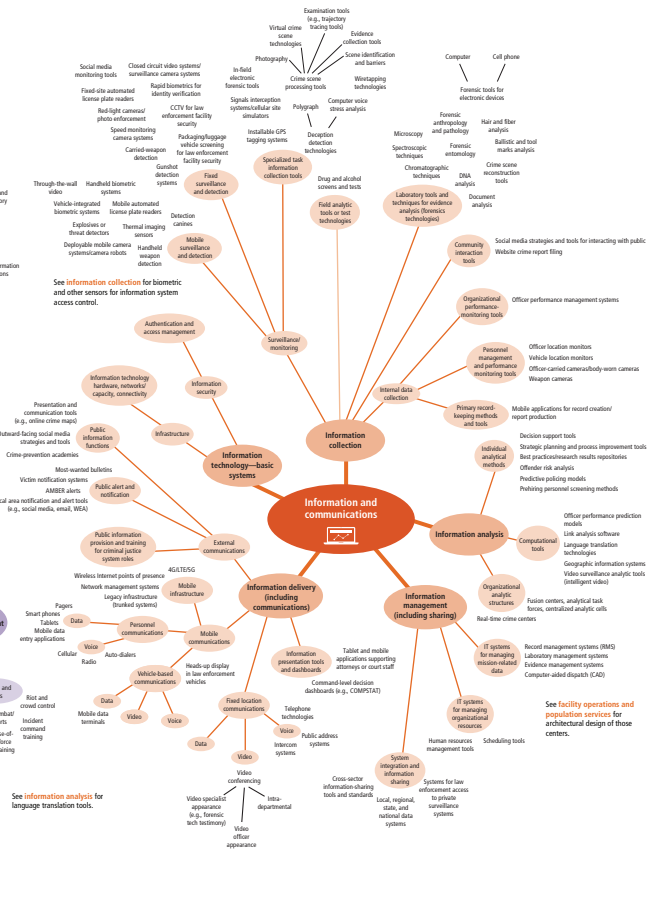 Examination tools
(e.g., trajectory
tracing tools)
Virtual crime
scene
technologies
Evidence
collection tools
Photography
Scene identification
and barriers
Crime scene
processing tools
Wiretapping
technologies
Computer
Cell phone
Forensic tools for
electronic devices
Social media
monitoring tools
Closed circuit video systems/
surveillance camera systems
In-field
electronic
forensic tools
Fixed-site automated
license plate readers
Rapid biometrics for
identity verification
Signals interception
systems/cellular site
simulators
Polygraph
Computer voice
stress analysis
Red-light cameras/
photo enforcement
CCTV for law
enforcement facility
security
Speed monitoring
camera systems
Installable GPS
tagging systems
Deception
detection
technologies
Packaging/luggage
vehicle screening
for law enforcement
facility security
Carried-weapon
detection
Gunshot
detection
systems
Fixed
surveillance
and detection
Specialized task
information
collection tools
Drug and alcohol
screens and tests
Field analytic
tools or test
technologies
Microscopy
Forensic
anthropology
and pathology
Hair and fiber
analysis
Spectroscopic
techniques
Forensic
entomology
Ballistic and tool
marks analysis
Chromatographic
techniques
DNA
analysis
Crime scene
reconstruction
tools
Document
analysis
Laboratory tools and
techniques for evidence
analysis (forensics
technologies)
Through-the-wall
video
Handheld biometric
systems
Vehicle-integrated
biometric systems
Mobile automated
license plate readers
Explosives or
threat detectors
Thermal imaging
sensors
Detection
canines
Deployable mobile camera
systems/camera robots
Handheld
weapon
detection
Mobile
surveillance
and detection
and
ory
rmation
ons
See information collection for biometric
and other sensors for information system
access control.
Community
interaction
tools
Social media strategies and tools for interacting with public
Website crime report filing
Organizational
performance-
monitoring tools
Officer performance management systems
Personnel
management
and performance
monitoring tools
Officer location monitors
Vehicle location monitors
Officer-carried cameras/body-worn cameras
Weapon cameras
Primary record-
keeping methods
and tools
Mobile applications for record creation/
report production
Internal data
collection
Surveillance/
monitoring
Authentication and
access management
Information technology
hardware, networks/
capacity, connectivity
Information
security
Infrastructure
Information
technology—basic
systems
Information
collection
Information and
communications
Individual
analytical
methods
Decision support tools
Strategic planning and process improvement tools
Best practices/research results repositories
Offender risk analysis
Predictive policing models
Prehiring personnel screening methods
Information analysis
Computational
tools
Officer performance prediction
models
Link analysis software
Language translation
technologies
Geographic information systems
Video surveillance analytic tools
(intelligent video)
Organizational
analytic
structures
Fusion centers, analytical task
forces, centralized analytic cells
Real-time crime centers
Presentation and
communication tools
(e.g., online crime maps)
Outward-facing social media
strategies and tools
Crime-prevention academies
Public
information
functions
Most-wanted bulletins
Victim notification systems
AMBER alerts
cal area notification and alert tools
(e.g., social media, email, WEA)
Public alert and
notification
Public information
provision and training
for criminal justice
system roles
External
communications
4G/LTE/5G
Wireless Internet points of presence
Network management systems
Legacy infrastructure
(trunked systems)
Mobile
infrastructure
Information delivery
(including
communications)
Information
management
(including sharing)
Pagers
Smart phones
Tablets
Mobile data
entry applications
Data
Personnel
communications
Mobile
communications
Voice
Cellular
Radio
Auto-dialers
Vehicle-based
communications
Heads-up display
in law enforcement
vehicles
Data
Mobile data
terminals
Video
Voice
Information
presentation tools
and dashboards
Tablet and mobile
applications supporting
attorneys or court staff
Command-level decision
dashboards (e.g., COMPSTAT)
Fixed location
communications
Data
Video
Voice
Telephone
technologies
Public address
systems
Intercom
systems
Video
conferencing
Video specialist
appearance
(e.g., forensic
tech testimony)
Intra-
departmental
Video
officer
appearance
IT systems
for managing
mission-related
data
Record management systems (RMS)
Laboratory management systems
Evidence management systems
Computer-aided dispatch (CAD)
IT systems
for managing
organizational
resources
Human resources
management tools
Scheduling tools
System
integration and
information
sharing
Cross-sector
information-sharing
tools and standards
Local, regional,
state, and
national data
systems
Systems for law
enforcement access
to private
surveillance
systems
See facility operations and
population services for
architectural design of those
centers.
nt
and
s
Riot and
crowd control
mbat/
rts
Incident
command
training
se-of-
force
aining
See information analysis for
language translation tools.